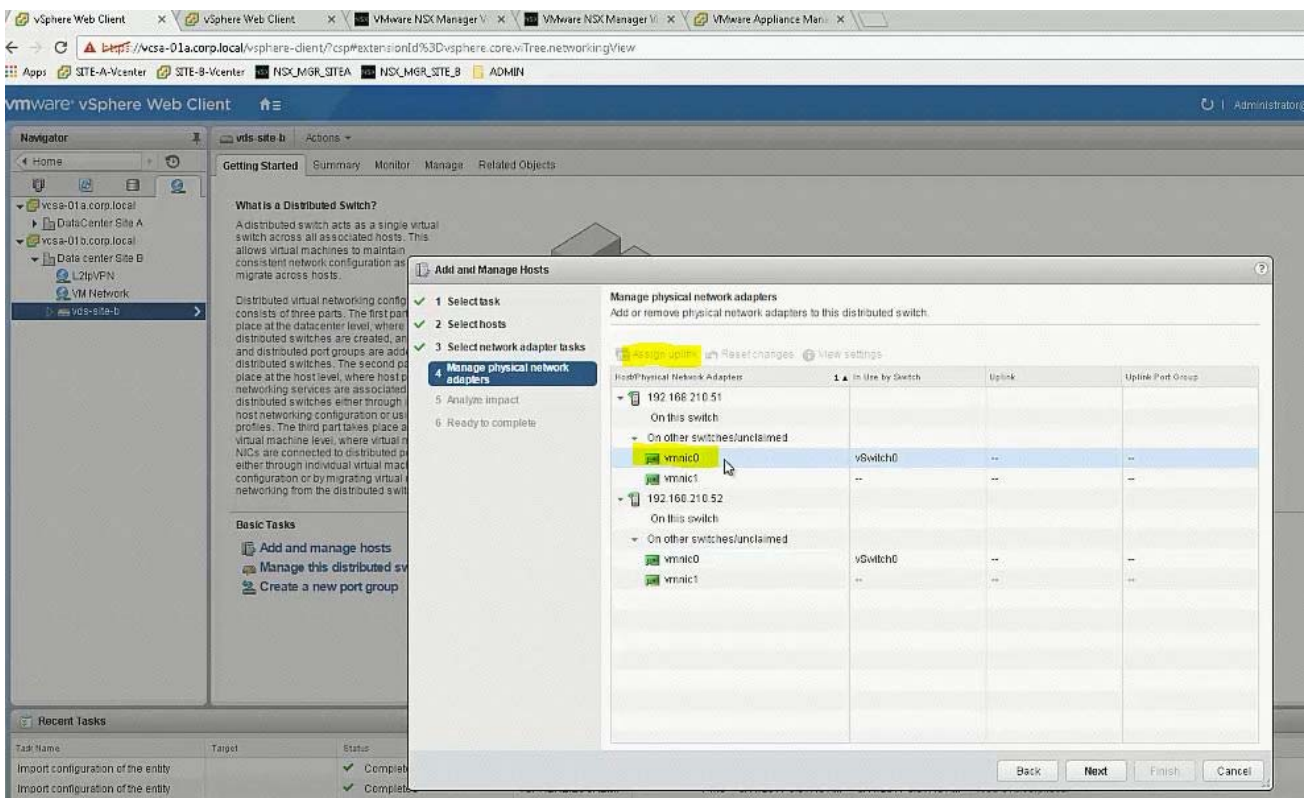 vSphere Web Client
vSphere Web Client
VMware NSX Manager V
VMware NSX Manager V
VMware Appliance Man
https://vcsa-01a.corp.local/vsphere-client/?csp#extensionId%3Dvsphere.core.viTree.networkingView
Apps SITE-A-Vcenter SITE-B-Vcenter NSX_MGR_SITEA NSX_MGR_SITE_B ADMIN
vmware® vSphere Web Client
Administrator@
Navigator
Home
vcsa-01a.corp.local
DataCenter Site A
vcsa-01b.corp.local
Data center Site B
L2tpVPN
VM Network
vds-site-b
vds-site-b Actions
Getting Started Summary Monitor Manage Related Objects
What is a Distributed Switch?
A distributed switch acts as a single virtual
switch across all associated hosts. This
allows virtual machines to maintain
consistent network configuration as
migrate across hosts.
Distributed virtual networking config
consists of three parts. The first part
place at the datacenter level, where
distributed switches are created, an
and distributed port groups are adde
distributed switches. The second pa
place at the host level, where host p
networking services are associated
distributed switches either through i
host networking configuration or usi
profiles. The third part takes place a
virtual machine level, where virtual n
NICs are connected to distributed p
either through individual virtual mac
configuration or by migrating virtual
networking from the distributed swit
Basic Tasks
Add and manage hosts
Manage this distributed sw
Create a new port group
Add and Manage Hosts
?
1 Select task
2 Select hosts
3 Select network adapter tasks
4 Manage physical network
adapters
5 Analyze impact
6 Ready to complete
Manage physical network adapters
Add or remove physical network adapters to this distributed switch.
Assign uplink Reset changes View settings
Host/Physical Network Adapters 1 ▲ In Use by Switch Uplink Uplink Port Group
192.168.210.51
On this switch
On other switches/unclaimed
vmnic0 vSwitch0 -- --
vmnic1 -- -- --
192.168.210.52
On this switch
On other switches/unclaimed
vmnic0 vSwitch0 -- --
vmnic1 -- -- --
Back Next Finish Cancel
Recent Tasks
Task Name Target Status
Import configuration of the entity Complete
Import configuration of the entity Completed